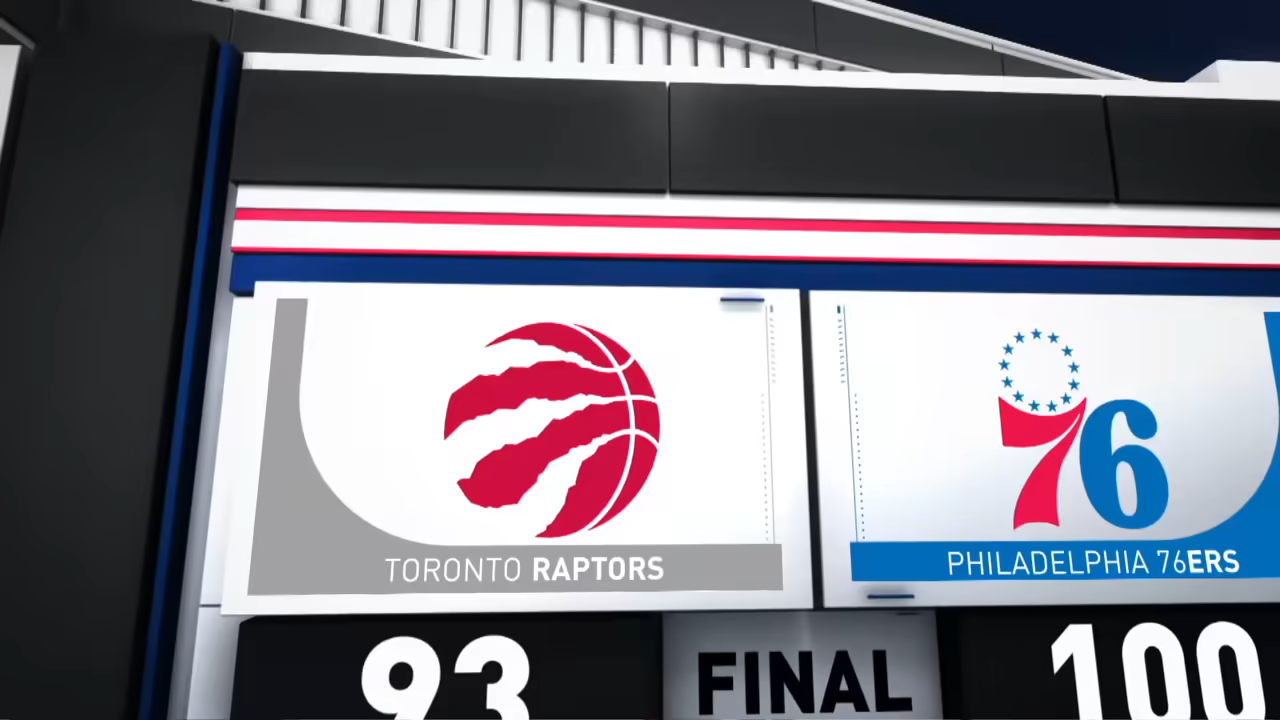 76
TORONTO RAPTORS
PHILADELPHIA 76ERS
93
FINAL
100